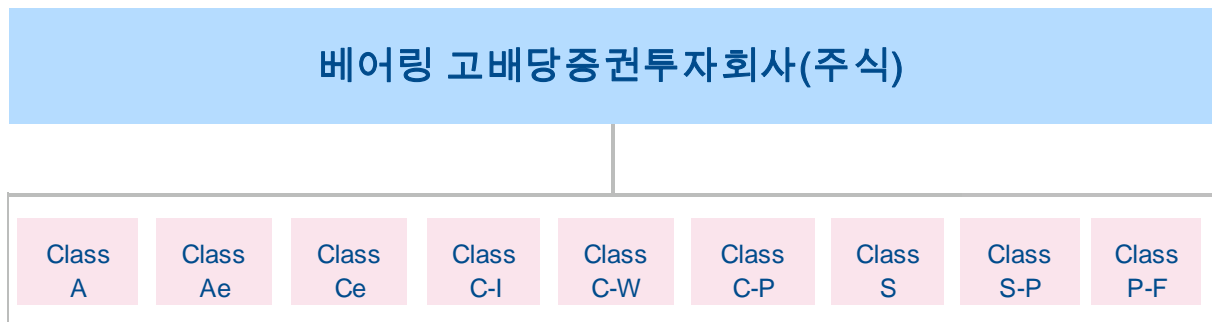 베어링 고배당증권투자회사(주식)
Class Class Class Class Class Class Class Class Class
A Ae Ce C-I C-W C-P S S-P P-F